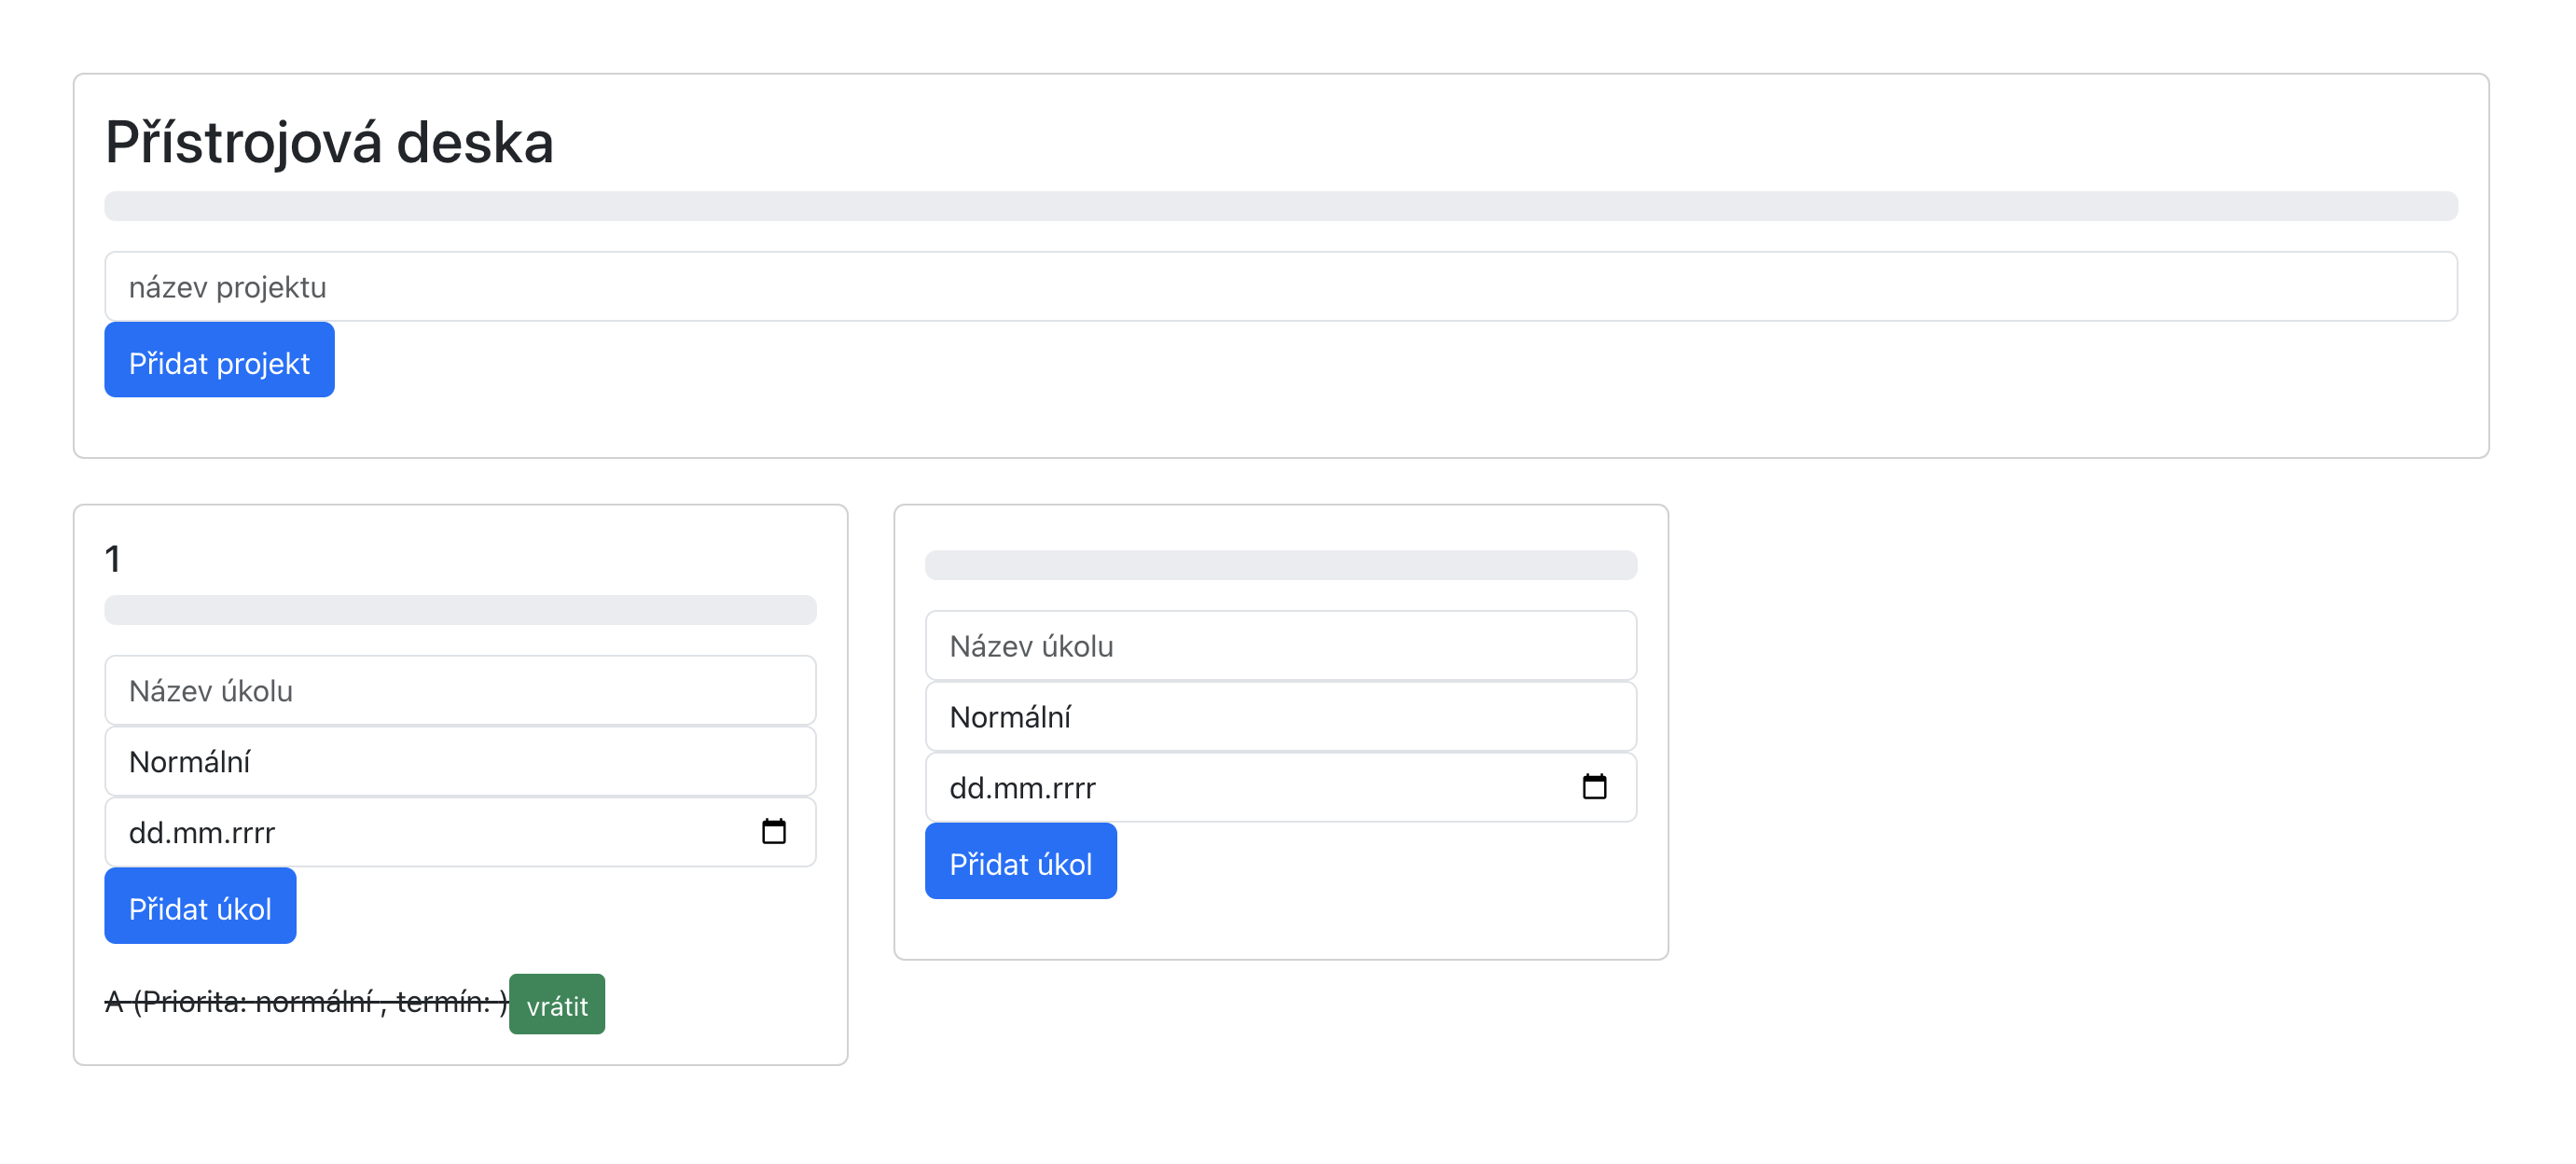 Přístrojová deska
název projektu
Přidat projekt
1
Název úkolu
Normální
dd.mm.rrrr
Přidat úkol
A (Priorita: normální , termín: ) vrátit
Název úkolu
Normální
dd.mm.rrrr
Přidat úkol